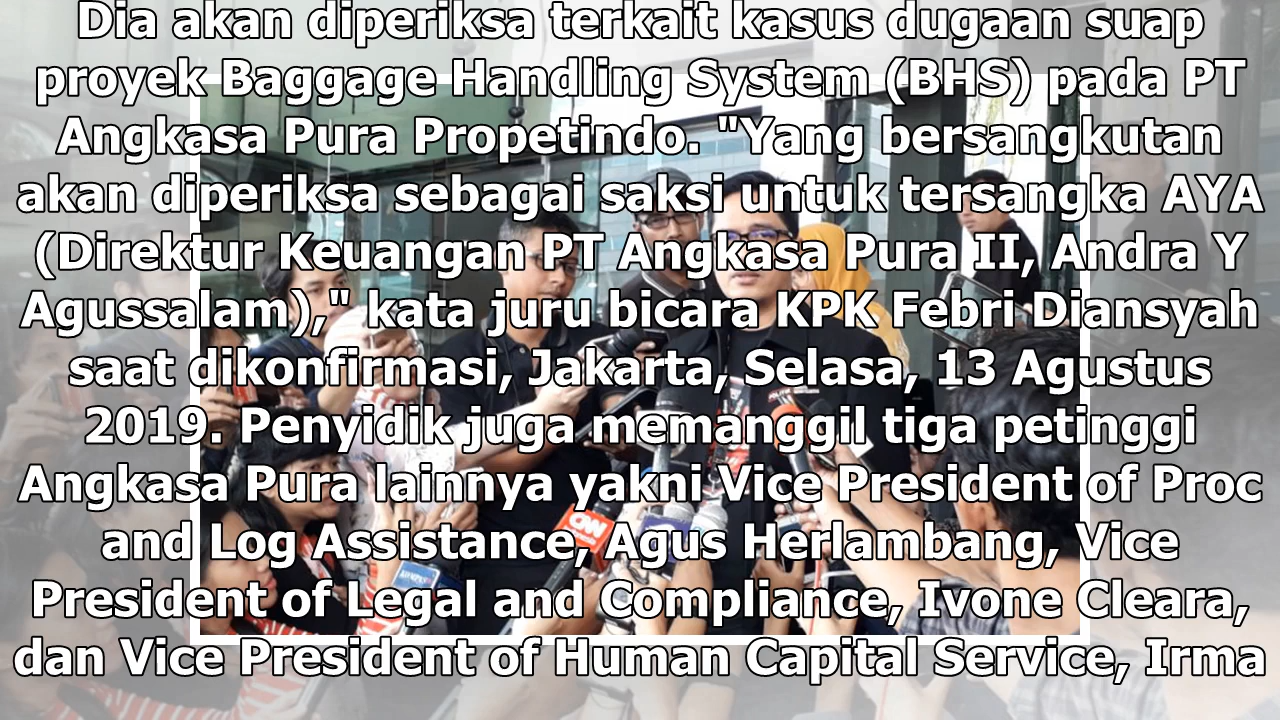 Dia akan diperiksa terkait kasus dugaan suap
proyek Baggage Handling System (BHS) pada PT
Angkasa Pura Propetindo. "Yang bersangkutan
akan diperiksa sebagai saksi untuk tersangka AYA
(Direktur Keuangan PT Angkasa Pura II, Andra Y
Agussalam)," kata juru bicara KPK Febri Diansyah
saat dikonfirmasi, Jakarta, Selasa, 13 Agustus
2019. Penyidik juga memanggil tiga petinggi
Angkasa Pura lainnya yakni Vice President of Proc
and Log Assistance, Agus Herlambang, Vice
President of Legal and Compliance, Ivone Cleara,
dan Vice President of Human Capital Service, Irma
CNN
KOMPAS